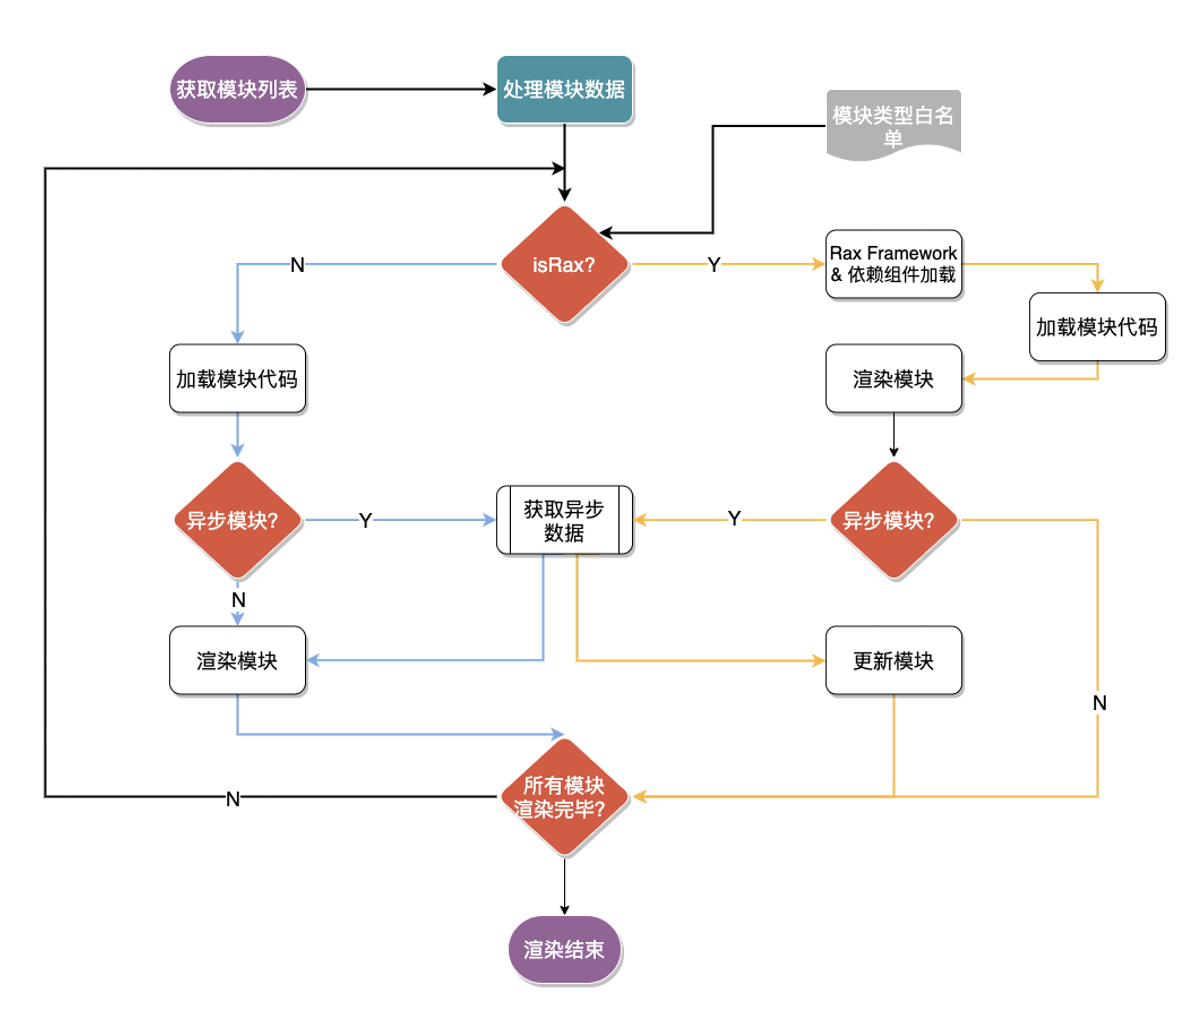 获取模块列表
处理模块数据
模块类型白名
单
isRax?
N
Y
Rax Framework
& 依赖组件加载
加载模块代码
加载模块代码
渲染模块
异步模块?
Y
获取异步
数据
Y
异步模块?
N
渲染模块
更新模块
N
所有模块
渲染完毕?
N
渲染结束